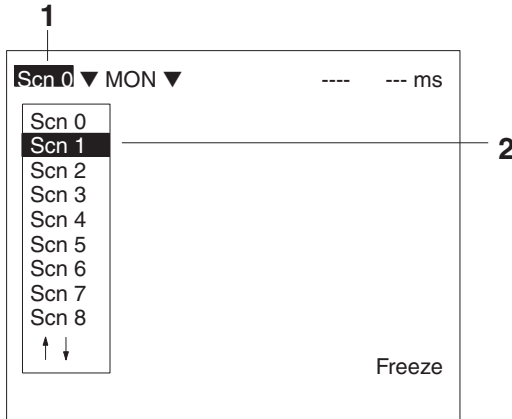 1
Scn 0 ▼ MON ▼ ---- --- ms
Scn 0
Scn 1
2
Scn 2
Scn 3
Scn 4
Scn 5
Scn 6
Scn 7
Scn 8
↑ ↓
Freeze